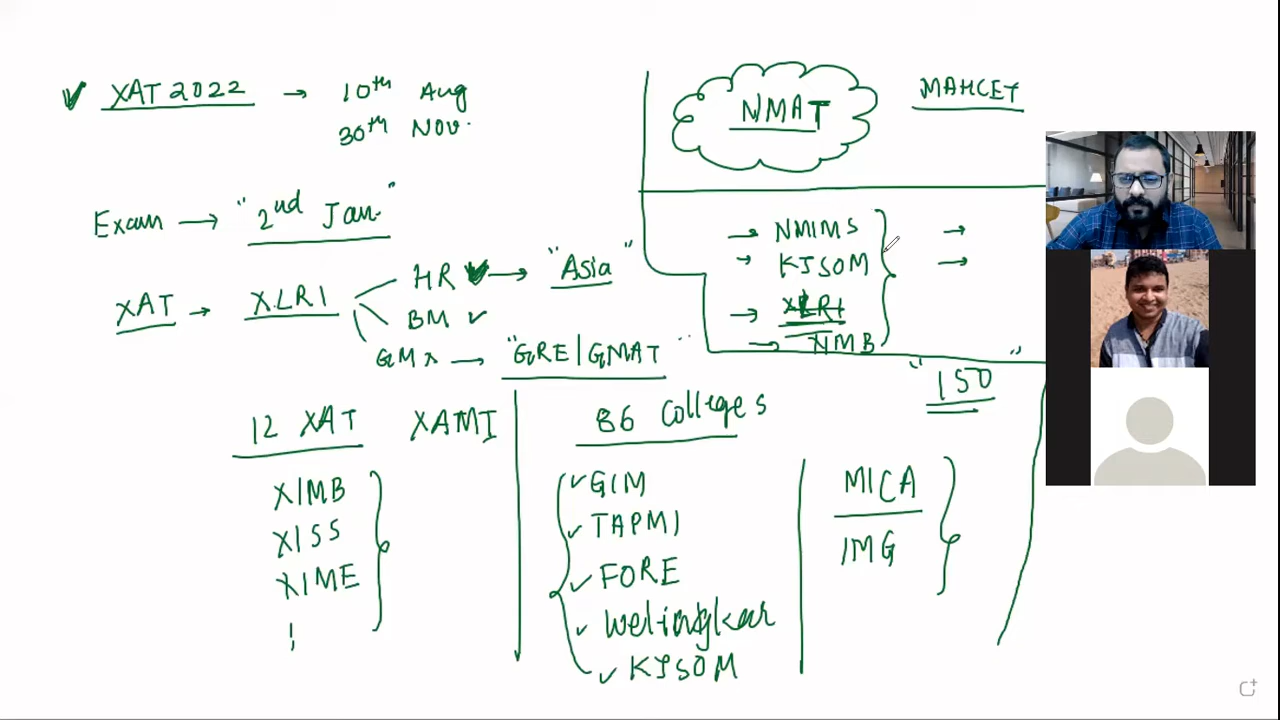 XAT 2022 → 10th Aug
30th NOV.
Exam → "2nd Jan"
XAT → XLRI
HR → "Asia"
BM
GMX → "GRE/GMAT"
12 XAT XAMI
XIMB
XISS
XIME
86 Colleges
GIM
TAPMI
FORE
Welingkar
KJSOM
MICA
IMG
NMAT
MAHCET
→ NMIMS →
→ KJSOM →
→ XLRI
→ NMB
"150"